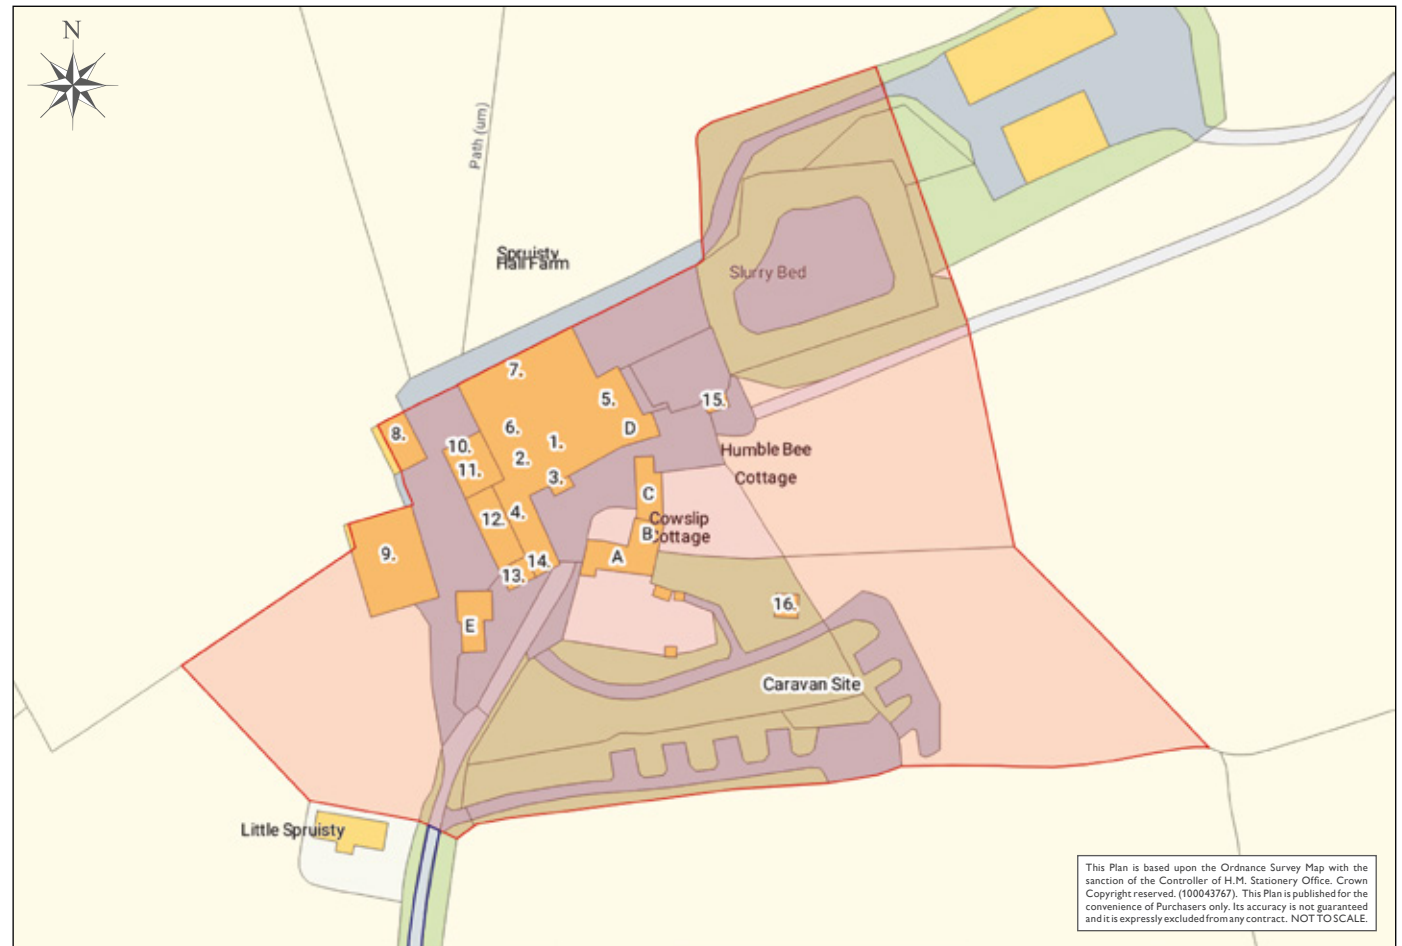 N
Path (um)
Spruisty
Hall Farm
Slurry Bed
7.
5.
15.
8.
D
6.
1.
10.
2.
11.
3.
Humble Bee
Cottage
C
4.
12.
Cowslip
Cottage
B
A
9.
14.
13.
16.
E
Caravan Site
Little Spruisty
This Plan is based upon the Ordnance Survey Map with the
sanction of the Controller of H.M. Stationery Office. Crown
Copyright reserved. (100043767). This Plan is published for the
convenience of Purchasers only. Its accuracy is not guaranteed
and it is expressly excluded from any contract. NOT TO SCALE.